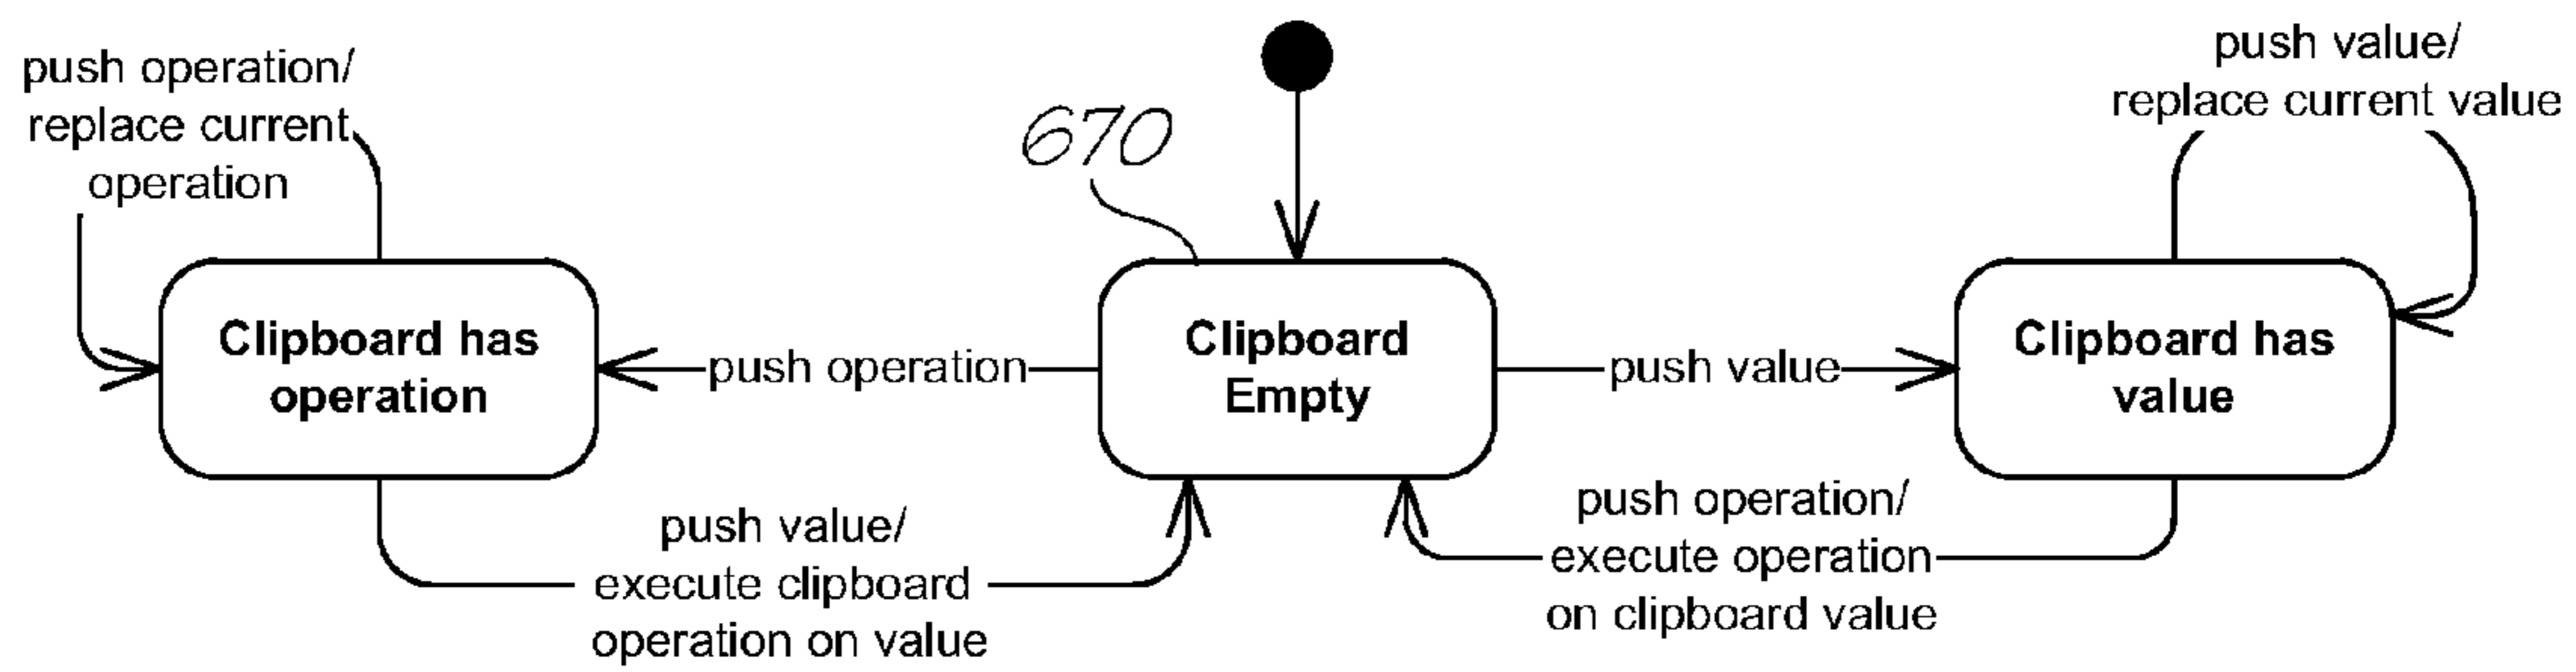 push operation/
replace current
operation
670
push value/
replace current value
Clipboard has
operation
push operation
Clipboard
Empty
push value
Clipboard has
value
push value/
execute clipboard
operation on value
push operation/
execute operation
on clipboard value